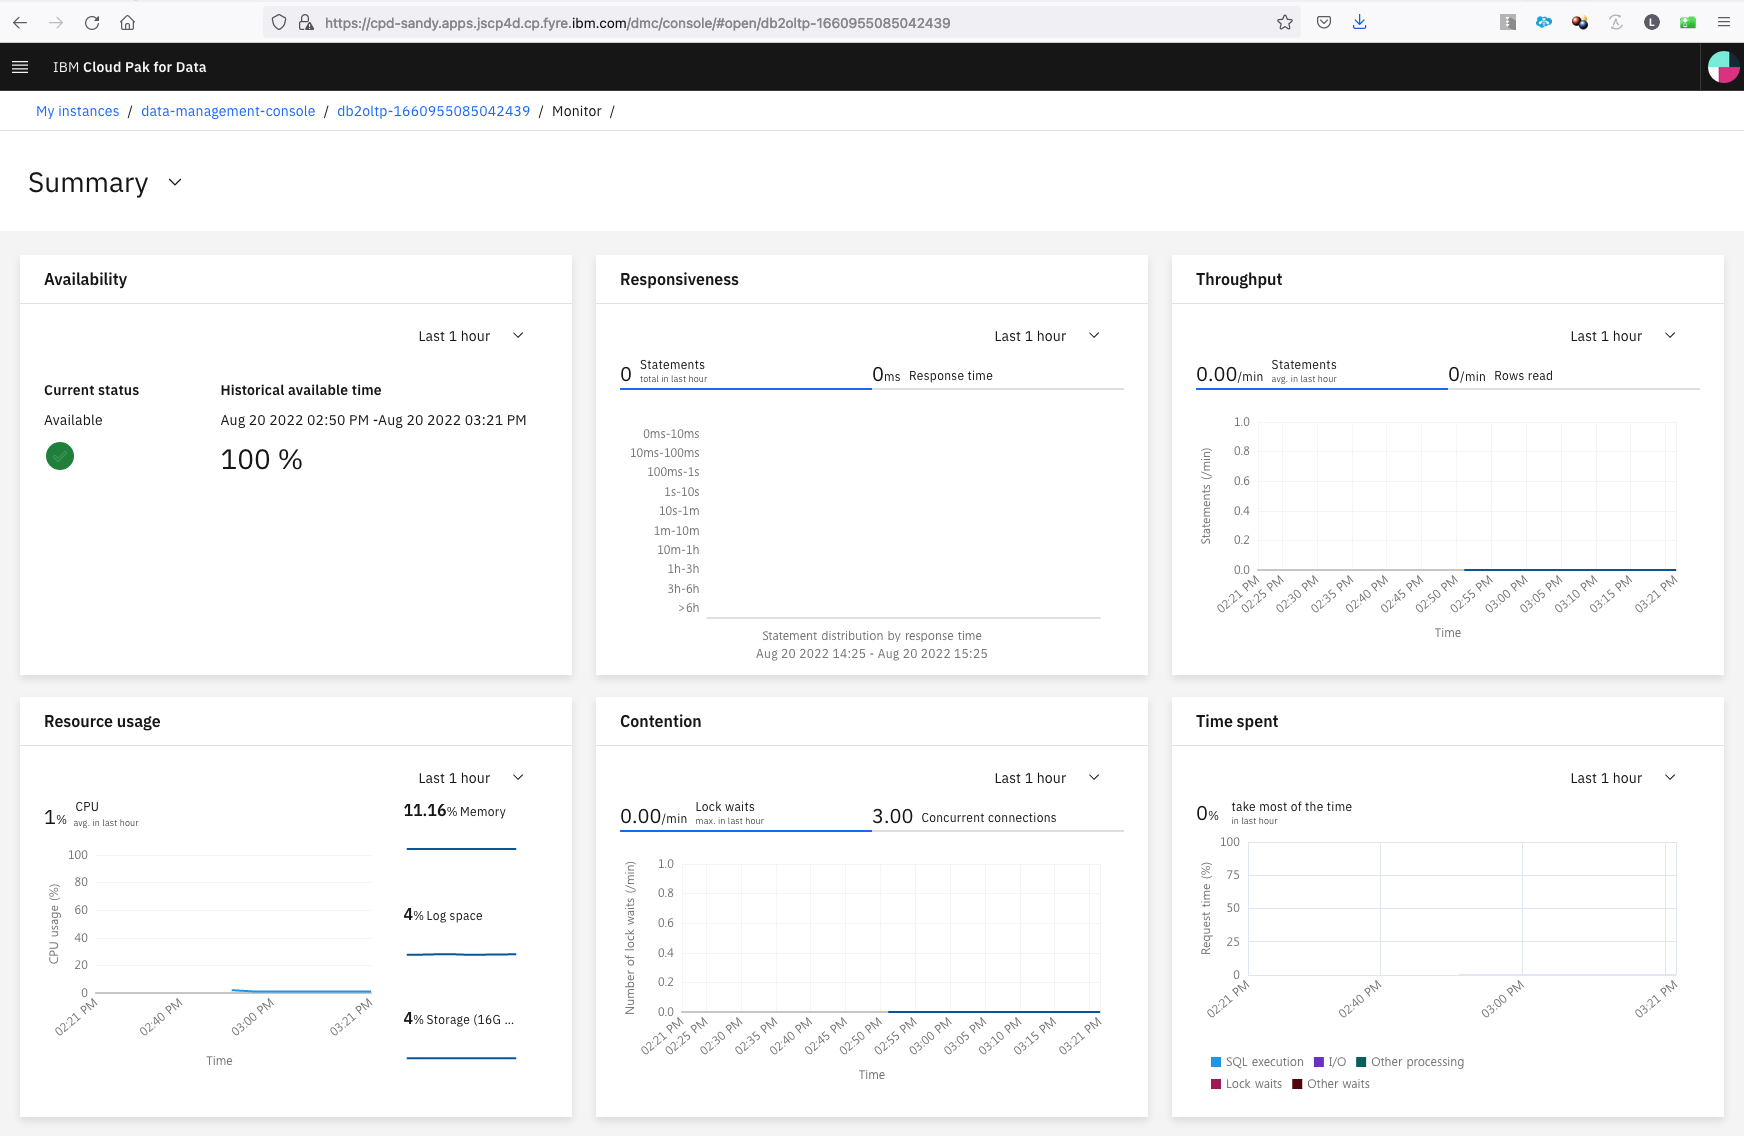 https://cpd-sandy.apps.jscp4d.cp.fyre.ibm.com/dmc/console/#open/db2oltp-1660955085042439
L
IBM Cloud Pak for Data
My instances / data-management-console / db2oltp-1660955085042439 / Monitor /
Summary
Availability
Last 1 hour
Current status
Historical available time
Available
Aug 20 2022 02:50 PM -Aug 20 2022 03:21 PM
100 %
Responsiveness
Last 1 hour
0 Statements
total in last hour
0ms Response time
0ms-10ms
10ms-100ms
100ms-1s
1s-10s
10s-1m
1m-10m
10m-1h
1h-3h
3h-6h
>6h
Statement distribution by response time
Aug 20 2022 14:25 - Aug 20 2022 15:25
Throughput
Last 1 hour
0.00/min Statements
avg. in last hour
0/min Rows read
Statements (/min)
1.0
0.8
0.6
0.4
0.2
0.0
02:21 PM
02:25 PM
02:30 PM
02:35 PM
02:40 PM
02:45 PM
02:50 PM
02:55 PM
03:00 PM
03:05 PM
03:10 PM
03:15 PM
03:21 PM
Time
Resource usage
Last 1 hour
1% CPU
avg. in last hour
CPU usage (%)
100
80
60
40
20
0
02:21 PM
02:40 PM
03:00 PM
03:21 PM
Time
11.16% Memory
4% Log space
4% Storage (16G ...
Contention
Last 1 hour
0.00/min Lock waits
max. in last hour
3.00 Concurrent connections
Number of lock waits (/min)
1.0
0.8
0.6
0.4
0.2
0.0
02:21 PM
02:25 PM
02:30 PM
02:35 PM
02:40 PM
02:45 PM
02:50 PM
02:55 PM
03:00 PM
03:05 PM
03:10 PM
03:15 PM
03:21 PM
Time
Time spent
Last 1 hour
0% take most of the time
in last hour
Request time (%)
100
75
50
25
0
02:21 PM
02:40 PM
03:00 PM
03:21 PM
SQL execution I/O Other processing
Lock waits Other waits